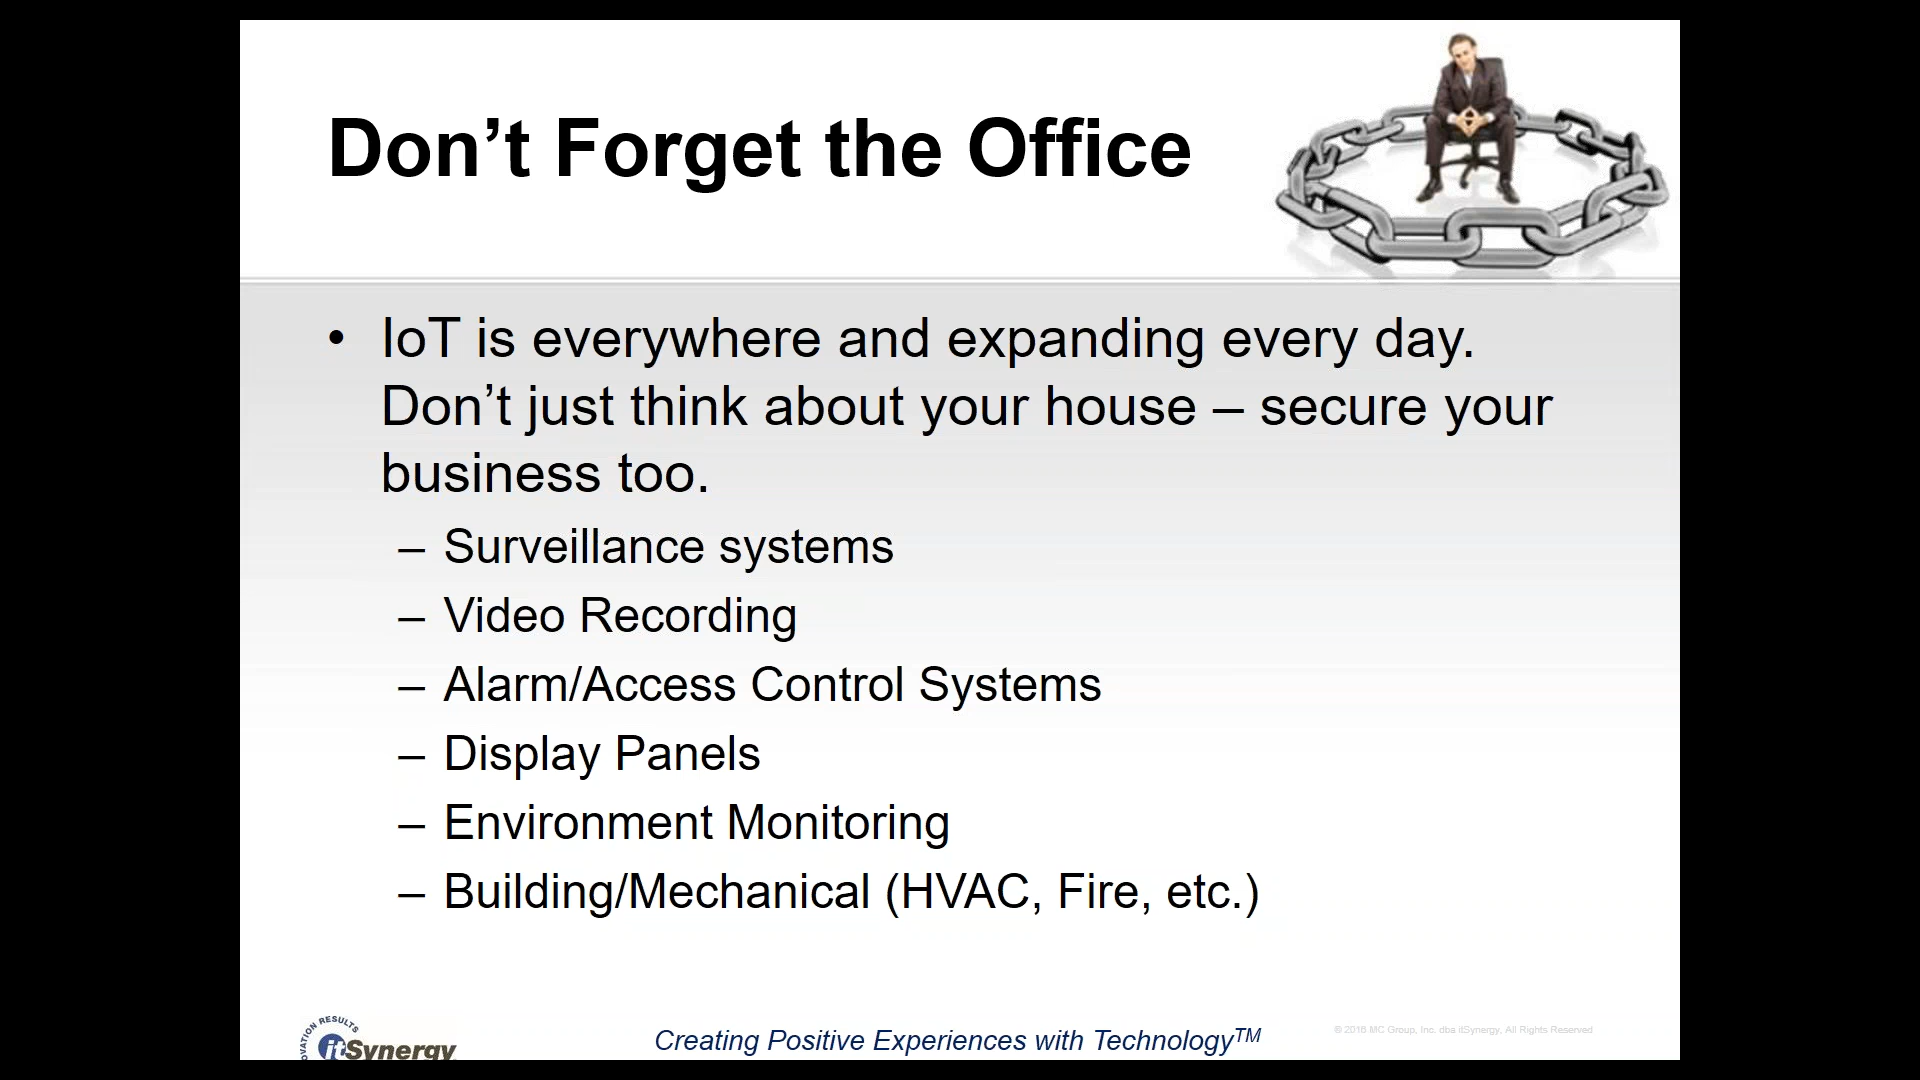 Don’t Forget the Office
• IoT is everywhere and expanding every day.
Don’t just think about your house – secure your
business too.
– Surveillance systems
– Video Recording
– Alarm/Access Control Systems
– Display Panels
– Environment Monitoring
– Building/Mechanical (HVAC, Fire, etc.)
RESULTS
itSynergy
Creating Positive Experiences with Technology™
© 2016 MC Group, Inc. dba itSynergy, All Rights Reserved